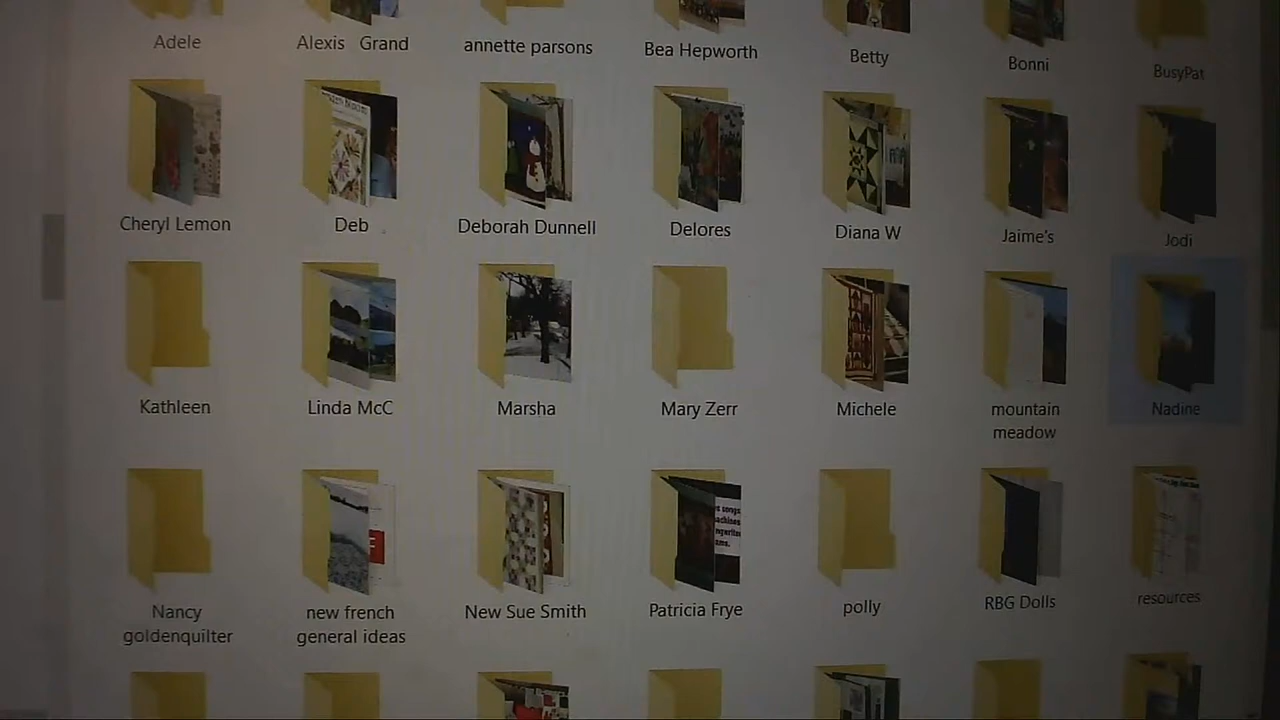 Adele
Alexis Grand
annette parsons
Bea Hepworth
Betty
Bonni
BusyPat
Cheryl Lemon
Deb
Deborah Dunnell
Delores
Diana W
Jaime's
Jodi
Kathleen
Linda McC
Marsha
Mary Zerr
Michele
mountain
meadow
Nadine
Nancy
goldenquilter
new french
general ideas
New Sue Smith
Patricia Frye
polly
RBG Dolls
resources